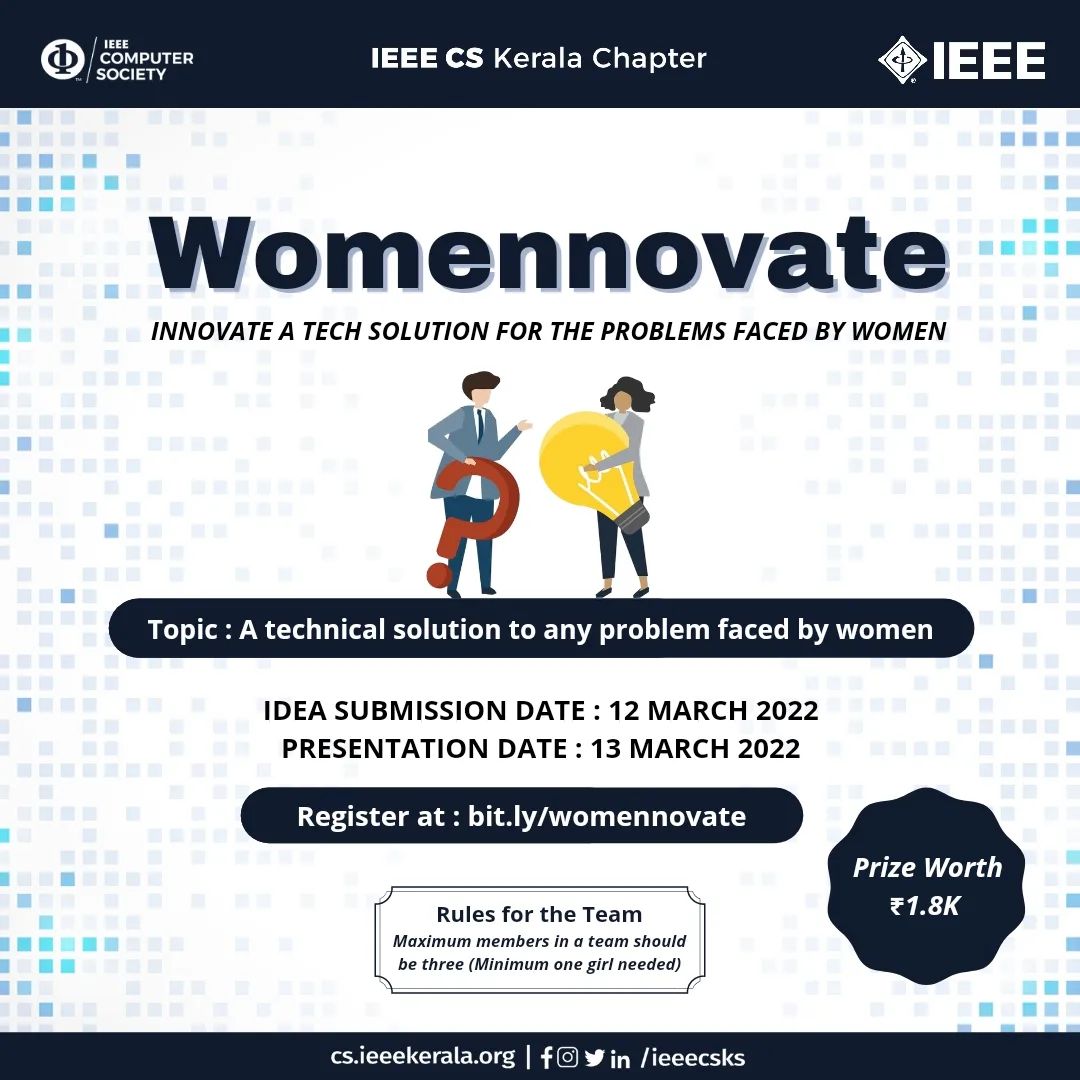 IEEE
COMPUTER
SOCIETY
IEEE CS Kerala Chapter
IEEE
Womennovate
INNOVATE A TECH SOLUTION FOR THE PROBLEMS FACED BY WOMEN
Topic : A technical solution to any problem faced by women
IDEA SUBMISSION DATE : 12 MARCH 2022
PRESENTATION DATE : 13 MARCH 2022
Register at : bit.ly/womennovate
Prize Worth
₹1.8K
Rules for the Team
Maximum members in a team should
be three (Minimum one girl needed)
cs.ieeekerala.org | /ieeecsks